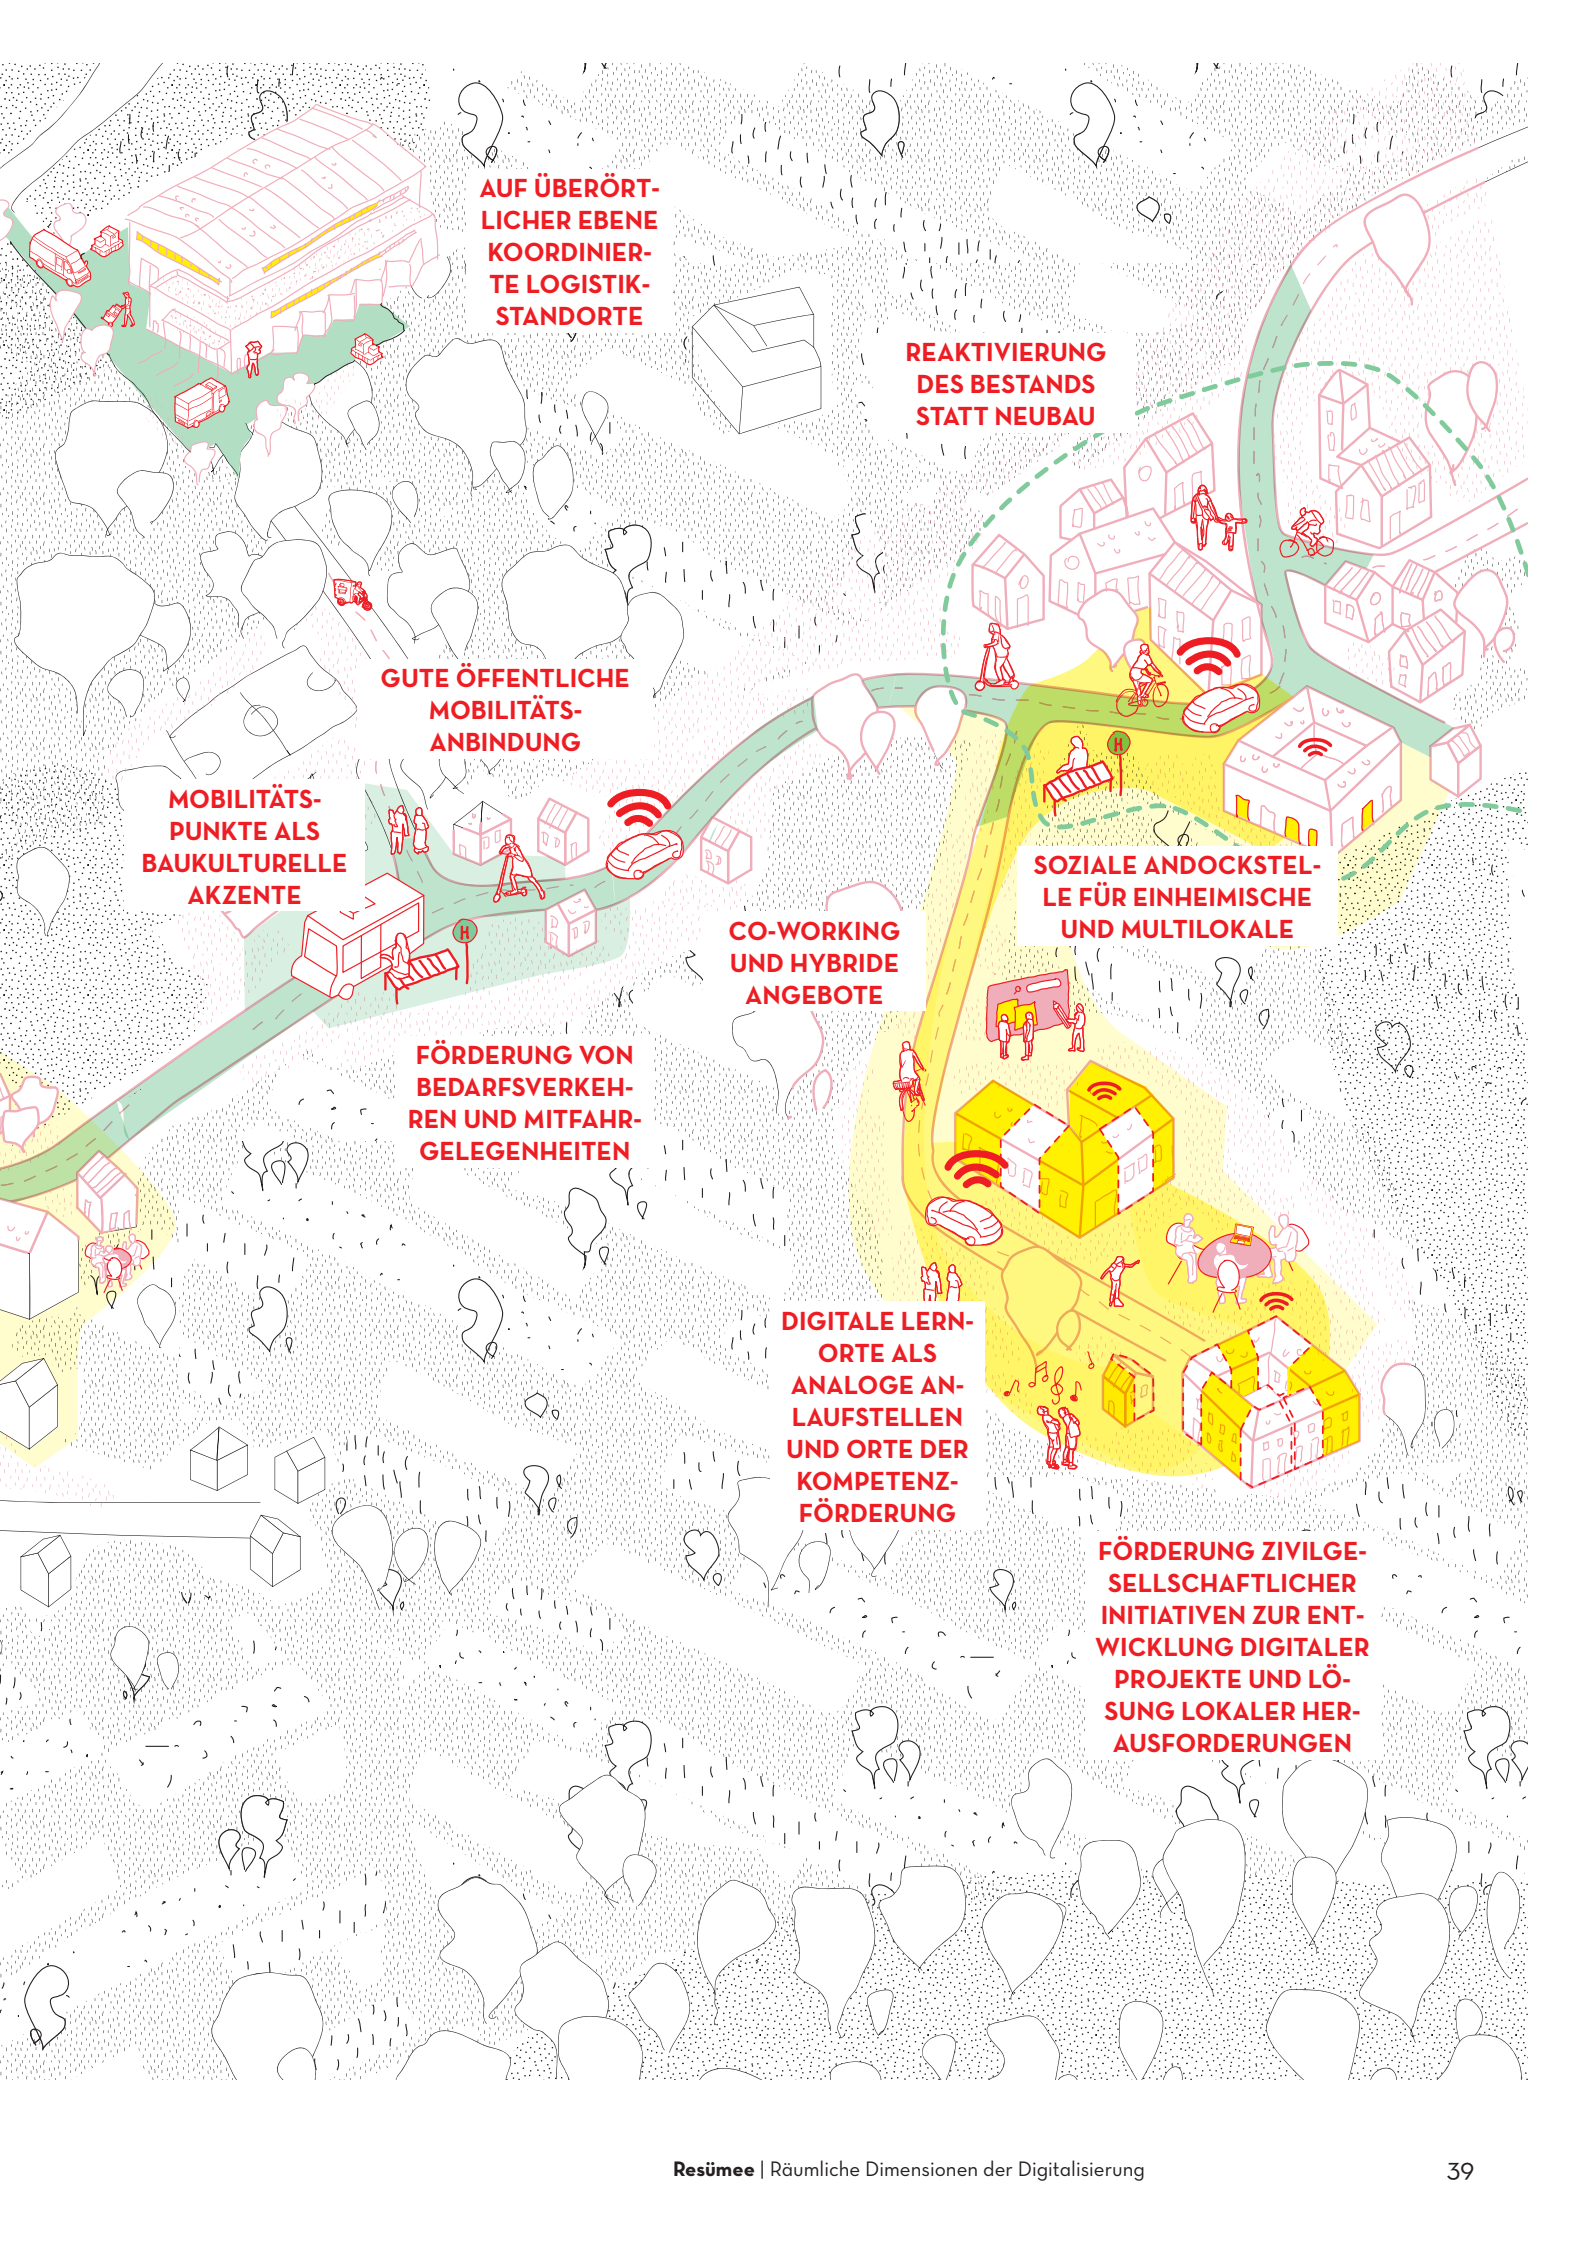 AUF ÜBERÖRT-
LICHER EBENE
KOORDINIER-
TE LOGISTIK-
STANDORTE
REAKTIVIERUNG
DES BESTANDS
STATT NEUBAU
GUTE ÖFFENTLICHE
MOBILITÄTS-
ANBINDUNG
H
MOBILITÄTS-
PUNKTE ALS
BAUKULTURELLE
AKZENTE
SOZIALE ANDOCKSTEL-
LE FÜR EINHEIMISCHE
UND MULTILOKALE
H
CO-WORKING
UND HYBRIDE
ANGEBOTE
FÖRDERUNG VON
BEDARFSVERKEH-
REN UND MITFAHR-
GELEGENHEITEN
DIGITALE LERN-
ORTE ALS
ANALOGE AN-
LAUFSTELLEN
UND ORTE DER
KOMPETENZ-
FÖRDERUNG
FÖRDERUNG ZIVILGE-
SELLSCHAFTLICHER
INITIATIVEN ZUR ENT-
WICKLUNG DIGITALER
PROJEKTE UND LÖ-
SUNG LOKALER HER-
AUSFORDERUNGEN
Resümee | Räumliche Dimensionen der Digitalisierung
39